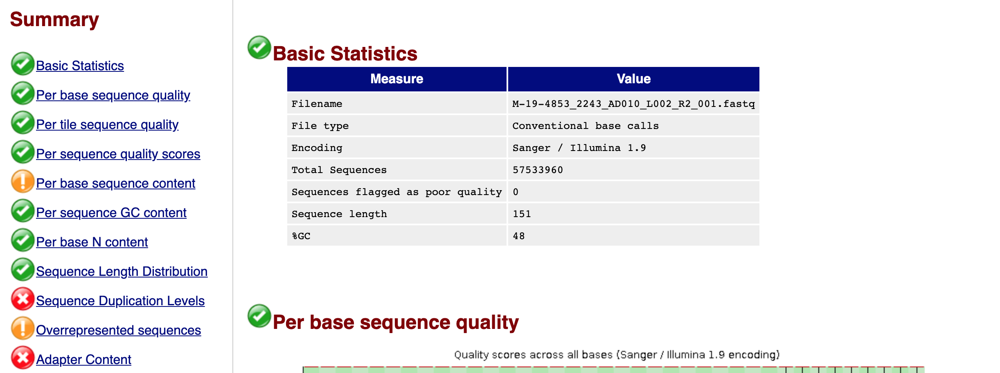 Summary
Basic Statistics
Per base sequence quality
Per tile sequence quality
Per sequence quality scores
Per base sequence content
Per sequence GC content
Per base N content
Sequence Length Distribution
Sequence Duplication Levels
Overrepresented sequences
Adapter Content
Basic Statistics
Measure Value
Filename M-19-4853_2243_AD010_L002_R2_001.fastq
File type Conventional base calls
Encoding Sanger / Illumina 1.9
Total Sequences 57533960
Sequences flagged as poor quality 0
Sequence length 151
%GC 48
Per base sequence quality
Quality scores across all bases (Sanger / Illumina 1.9 encoding)